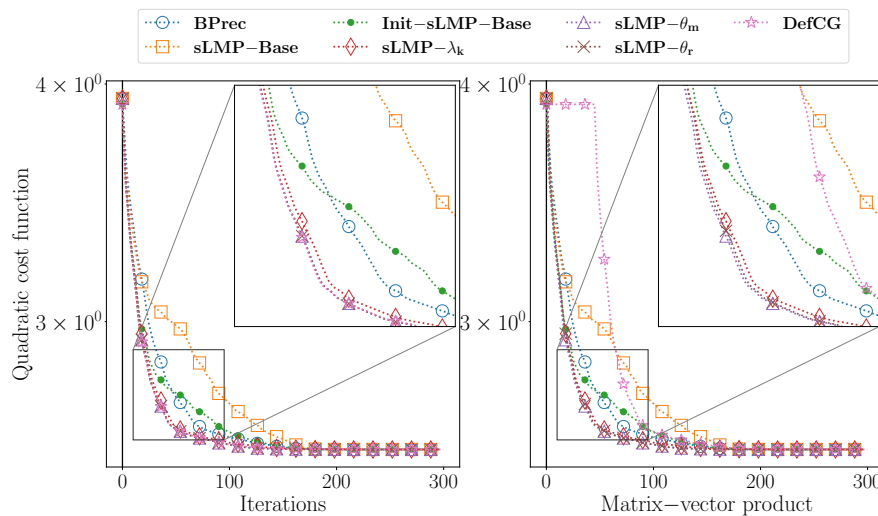 BPrec
sLMP−Base
Init−sLMP−Base
sLMP−λk
sLMP−θm
sLMP−θr
DefCG
4 × 10^0
3 × 10^0
Quadratic cost function
0 100 200 300
Iterations
4 × 10^0
3 × 10^0
0 100 200 300
Matrix−vector product